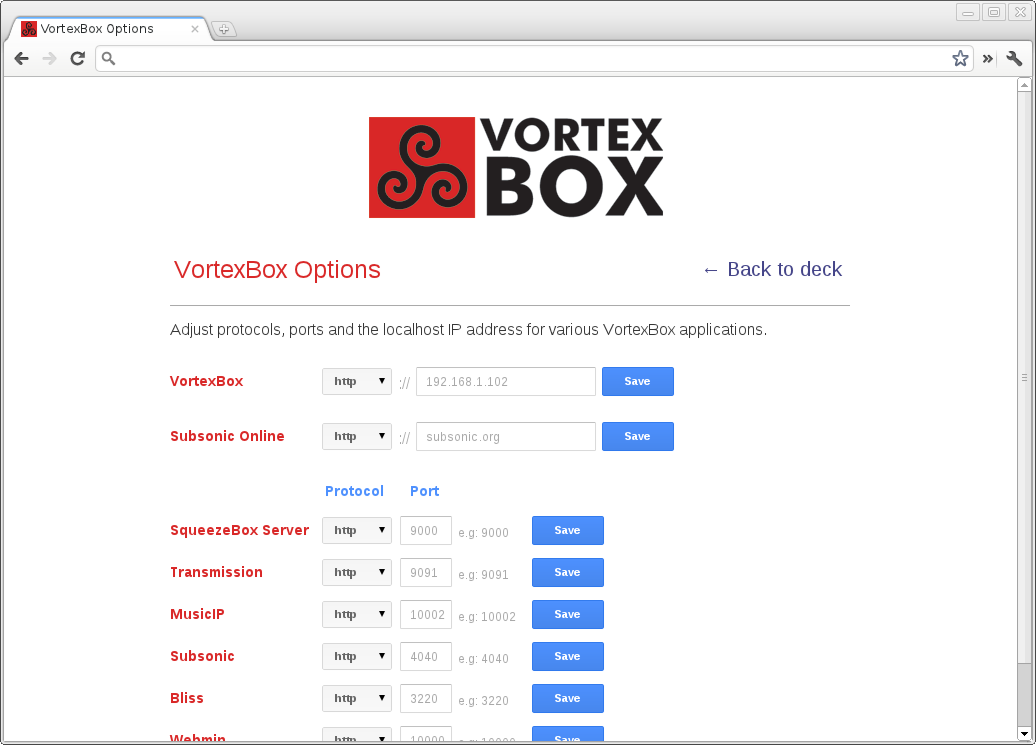 VortexBox Options
VORTEX
BOX
VortexBox Options
← Back to deck
Adjust protocols, ports and the localhost IP address for various VortexBox applications.
VortexBox http :// 192.168.1.102 Save
Subsonic Online http :// subsonic.org Save
Protocol Port
SqueezeBox Server http 9000 e.g: 9000 Save
Transmission http 9091 e.g: 9091 Save
MusicIP http 10002 e.g: 10002 Save
Subsonic http 4040 e.g: 4040 Save
Bliss http 3220 e.g: 3220 Save
Webmin http 10000 e.g: 10000 Save